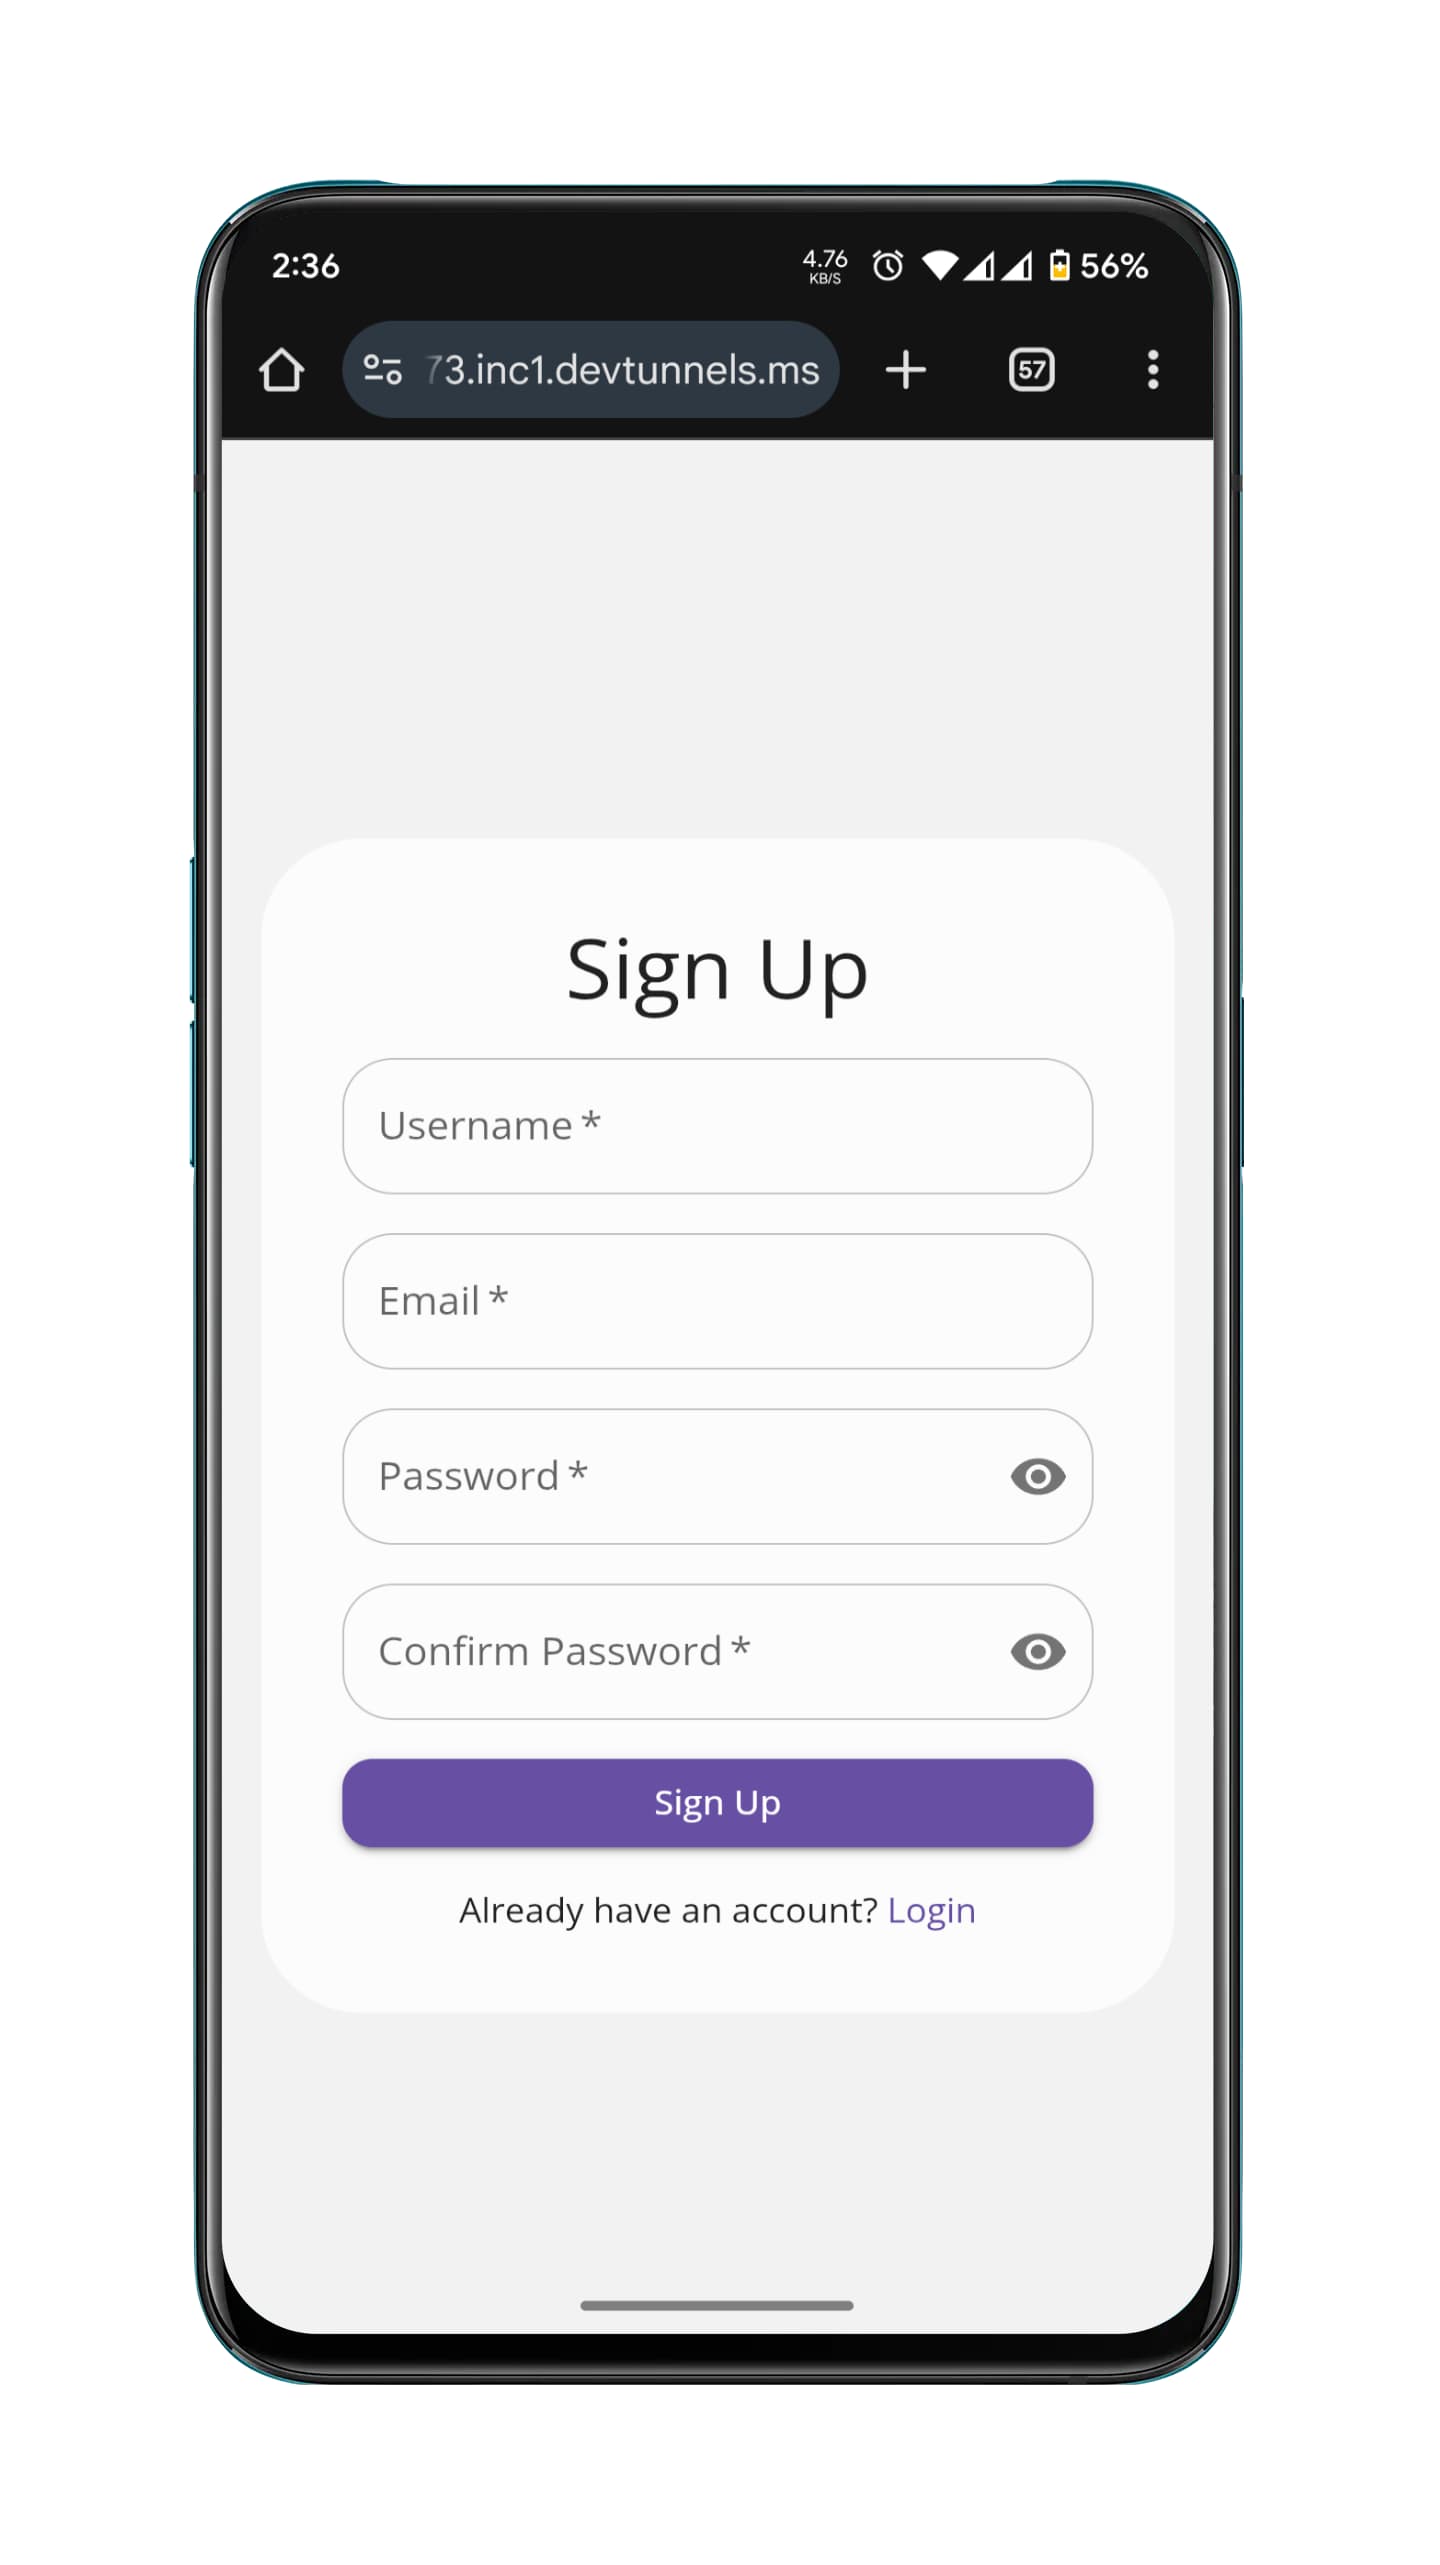 2:36 4.76 KB/S 56%
73.inc1.devtunnels.ms 57
Sign Up
Username *
Email *
Password *
Confirm Password *
Sign Up
Already have an account? Login